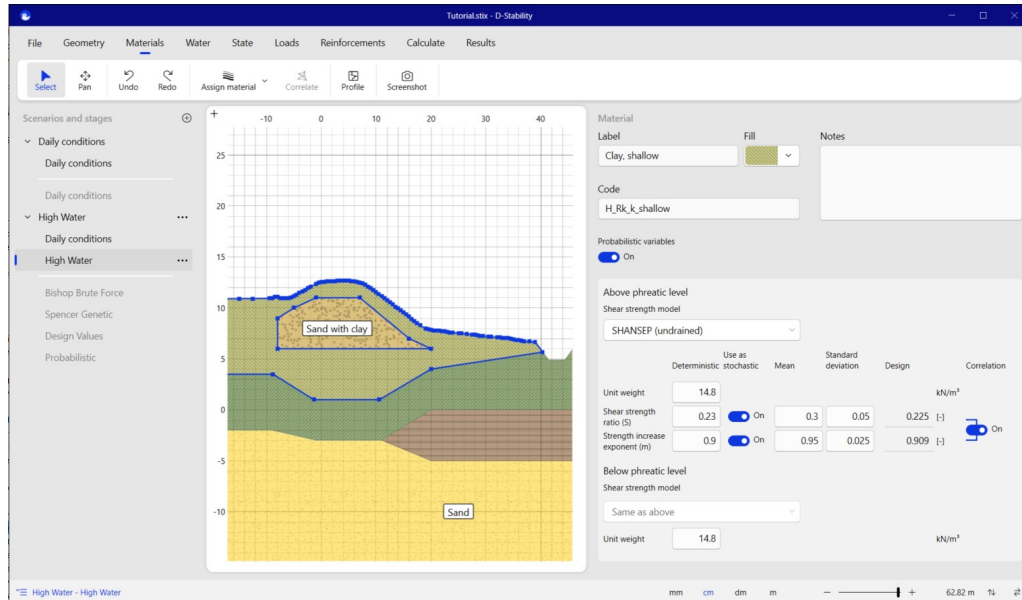 Tutorial.stix - D-Stability
File Geometry Materials Water State Loads Reinforcements Calculate Results
Select Pan Undo Redo Assign material Correlate Profile Screenshot
Scenarios and stages
Daily conditions
Daily conditions
Daily conditions
High Water
Daily conditions
High Water
Bishop Brute Force
Spencer Genetic
Design Values
Probabilistic
-10 0 10 20 30 40
25
20
15
10
5
0
-5
-10
Sand with clay
Sand
Material
Label Fill Notes
Clay, shallow
Code
H_Rk_k_shallow
Probabilistic variables
On
Above phreatic level
Shear strength model
SHANSEP (undrained)
Deterministic Use as stochastic Mean Standard deviation Design Correlation
Unit weight 14.8 kN/m³
Shear strength ratio (S) 0.23 On 0.3 0.05 0.225 [-]
On
Strength increase exponent (m) 0.9 On 0.95 0.025 0.909 [-]
Below phreatic level
Shear strength model
Same as above
Unit weight 14.8 kN/m³
High Water - High Water mm cm dm m 62.82 m